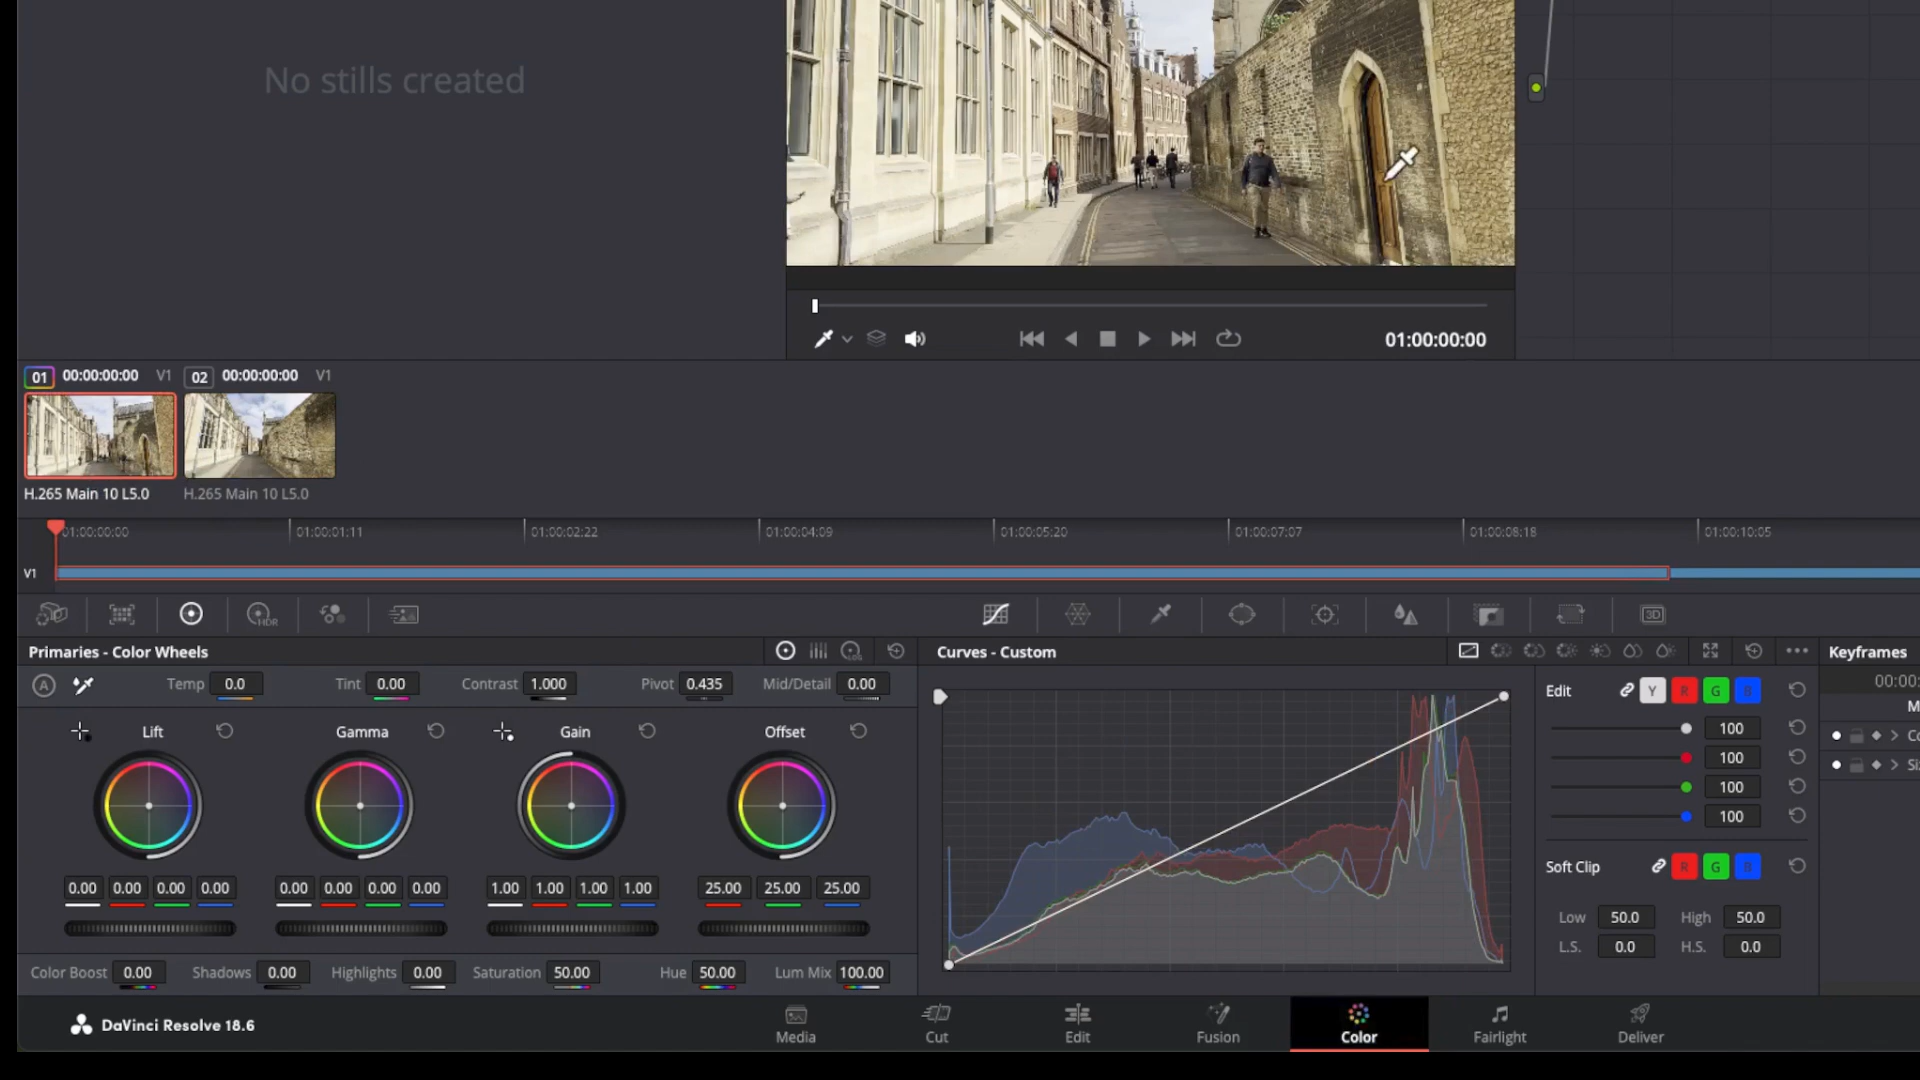 No stills created
01:00:00:00
01 00:00:00:00 V1 02 00:00:00:00 V1
H.265 Main 10 L5.0 H.265 Main 10 L5.0
01:00:00:00 01:00:01:11 01:00:02:22 01:00:04:09 01:00:05:20 01:00:07:07 01:00:08:18 01:00:10:05
V1
HDR 3D
Primaries - Color Wheels LOG Curves - Custom Keyframes
A Temp 0.0 Tint 0.00 Contrast 1.000 Pivot 0.435 Mid/Detail 0.00 Edit Y R G B 00:00:
Lift Gamma Gain Offset
100
100
100
100
0.00 0.00 0.00 0.00 0.00 0.00 0.00 0.00 1.00 1.00 1.00 1.00 25.00 25.00 25.00
Soft Clip R G B
Low 50.0 High 50.0
L.S. 0.0 H.S. 0.0
Color Boost 0.00 Shadows 0.00 Highlights 0.00 Saturation 50.00 Hue 50.00 Lum Mix 100.00
DaVinci Resolve 18.6 Media Cut Edit Fusion Color Fairlight Deliver